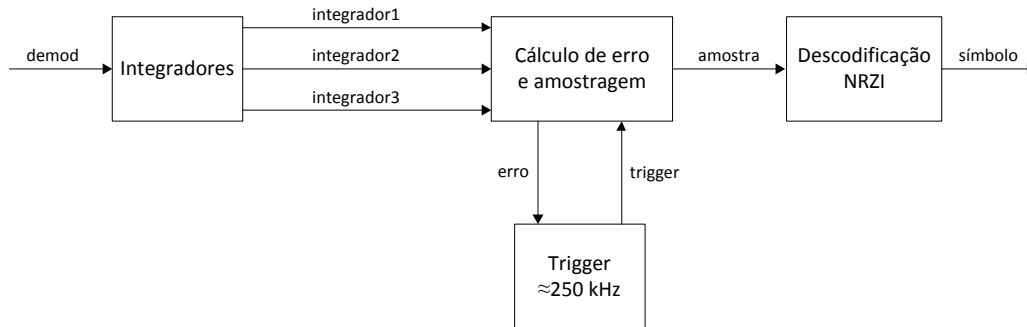 demod
Integradores
integrador1
integrador2
integrador3
Cálculo de erro
e amostragem
amostra
Descodificação
NRZI
símbolo
erro
trigger
Trigger
≈250 kHz